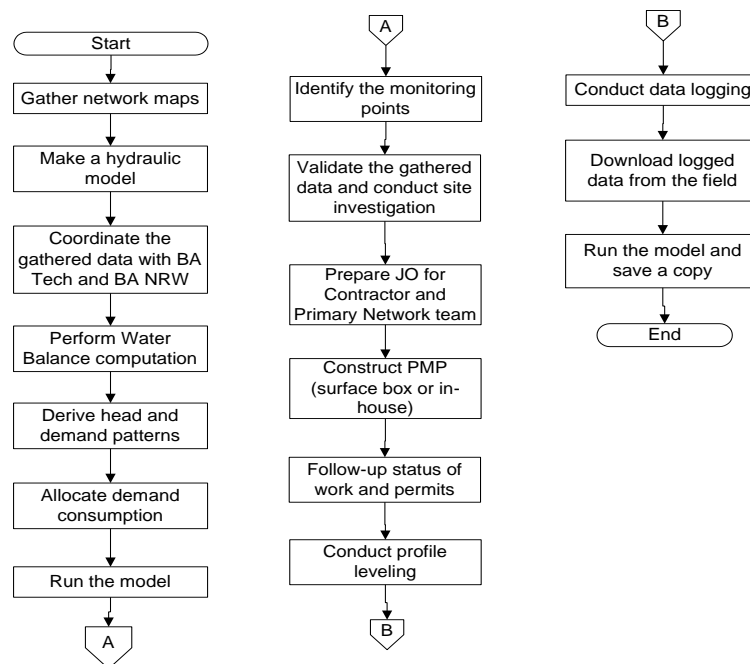 Start
Gather network maps
Make a hydraulic
model
Coordinate the
gathered data with BA
Tech and BA NRW
Perform Water
Balance computation
Derive head and
demand patterns
Allocate demand
consumption
Run the model
A
A
Identify the monitoring
points
Validate the gathered
data and conduct site
investigation
Prepare JO for
Contractor and
Primary Network team
Construct PMP
(surface box or in-
house)
Follow-up status of
work and permits
Conduct profile
leveling
B
B
Conduct data logging
Download logged
data from the field
Run the model and
save a copy
End